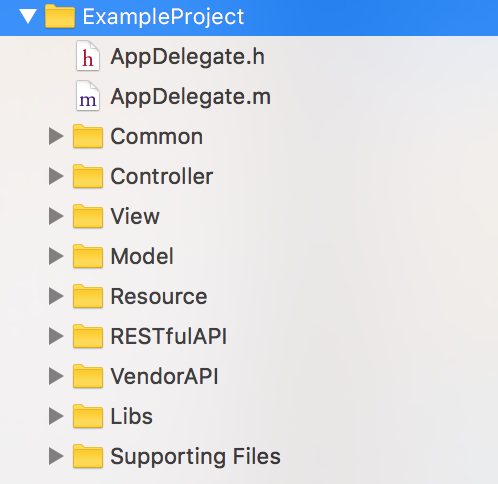 ExampleProject
h AppDelegate.h
m AppDelegate.m
Common
Controller
View
Model
Resource
RESTfulAPI
VendorAPI
Libs
Supporting Files